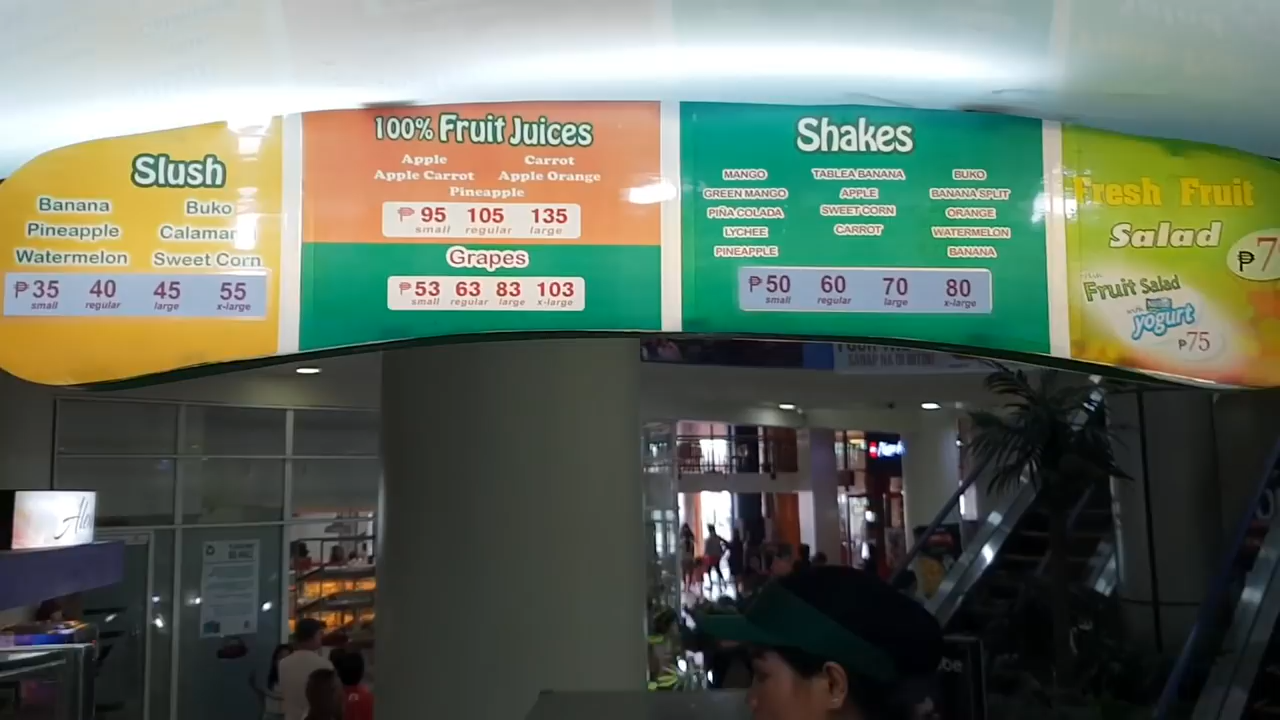 Slush
Banana Buko
Pineapple Calamar
Watermelon Sweet Corn
₱35 40 45 55
small regular large x-large
100% Fruit Juices
Apple Carrot
Apple Carrot Apple Orange
Pineapple
₱ 95 105 135
small regular large
Grapes
₱53 63 83 103
small regular large x-large
Shakes
MANGO TABLEA BANANA BUKO
GREEN MANGO APPLE BANANA SPLIT
PIÑA COLADA SWEET CORN ORANGE
LYCHEE CARROT WATERMELON
PINEAPPLE BANANA
₱50 60 70 80
small regular large x-large
Fresh Fruit
Salad
₱7
Fruit Salad
with
yogurt
₱75